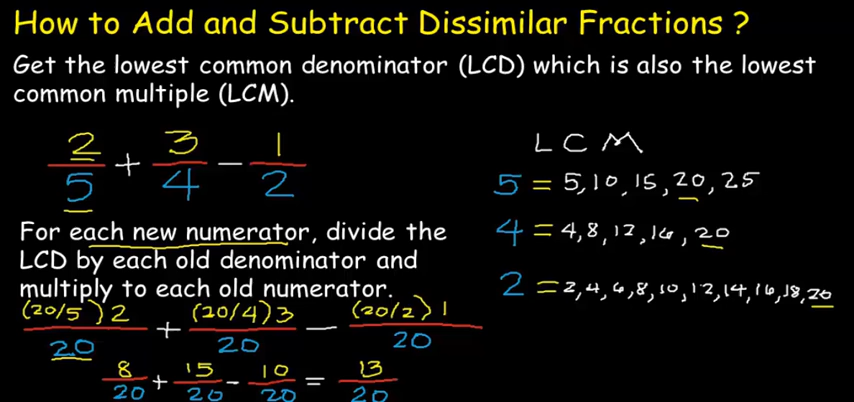 How to Add and Subtract Dissimilar Fractions ?
Get the lowest common denominator (LCD) which is also the lowest
common multiple (LCM).
2/5 + 3/4 - 1/2
For each new numerator, divide the
LCD by each old denominator and
multiply to each old numerator.
(20/5)2/20 + (20/4)3/20 - (20/2)1/20
8/20 + 15/20 - 10/20 = 13/20
LCM
5 = 5, 10, 15, 20, 25
4 = 4, 8, 12, 16, 20
2 = 2, 4, 6, 8, 10, 12, 14, 16, 18, 20